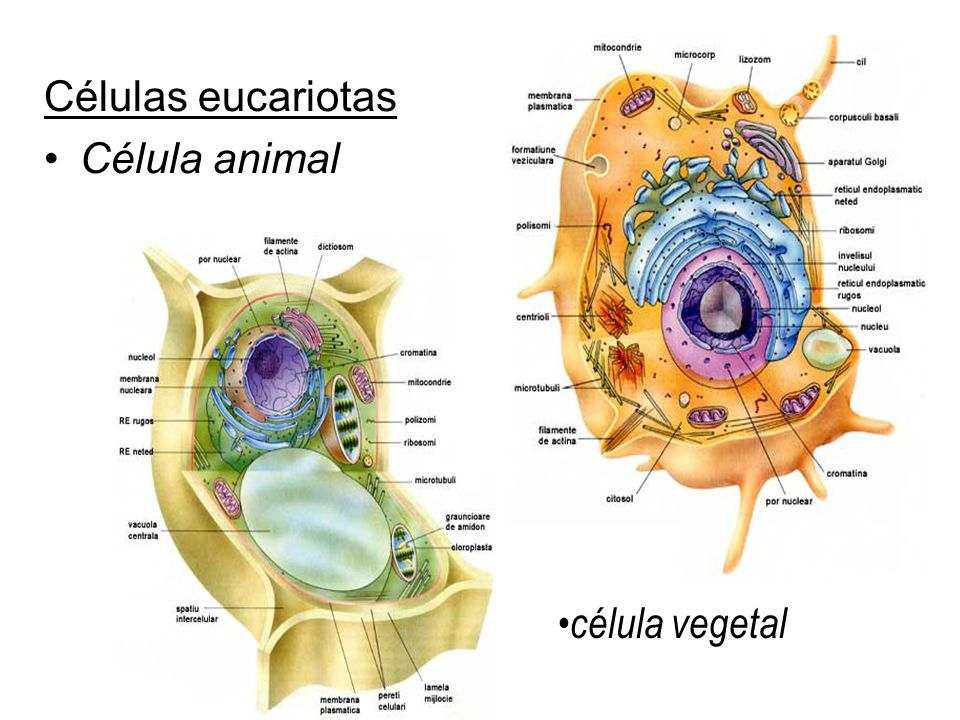 Células eucariotas
• Célula animal
mitocondrie
microcorp
lizozom
cil
membrana
plasmatica
corpusculi bazali
formatiune
veziculara
aparatul Golgi
reticul endoplasmatic
neted
polisomi
ribosomi
invelisul
nucleului
reticul endoplasmatic
rugos
centrioli
nucleol
nucleu
vacuola
microtubuli
filamente
de actina
cromatina
citosol
por nuclear
filamente
de actina
dictiosom
por nuclear
nucleol
cromatina
membrana
nucleara
mitocondrie
RE rugos
polizomi
ribosomi
RE neted
microtubuli
vacuola
centrala
grauncioare
de amidon
cloroplasta
spatiu
intercelular
membrana
plasmatica
pereti
celulari
lamela
mijlocie
•célula vegetal